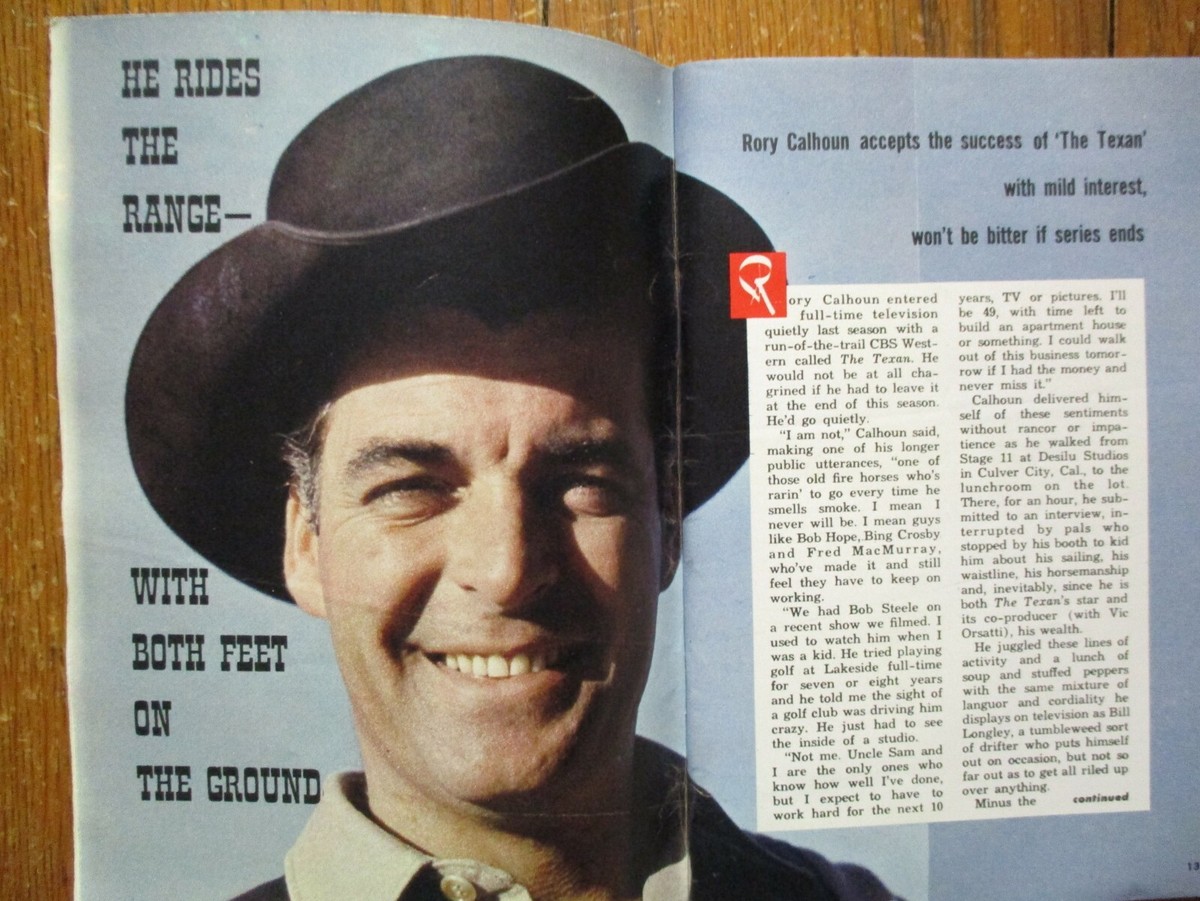 HE RIDES
THE
RANGE—
WITH
BOTH FEET
ON
THE GROUND
Rory Calhoun accepts the success of 'The Texan'
with mild interest,
won't be bitter if series ends
Rory Calhoun entered
full-time television
quietly last season with a
run-of-the-trail CBS West-
ern called The Texan. He
would not be at all cha-
grined if he had to leave it
at the end of this season.
He'd go quietly.
"I am not," Calhoun said,
making one of his longer
public utterances, "one of
those old fire horses who's
rarin' to go every time he
smells smoke. I mean I
never will be. I mean guys
like Bob Hope, Bing Crosby
and Fred MacMurray,
who've made it and still
feel they have to keep on
working.
"We had Bob Steele on
a recent show we filmed. I
used to watch him when I
was a kid. He tried playing
golf at Lakeside full-time
for seven or eight years
and he told me the sight of
a golf club was driving him
crazy. He just had to see
the inside of a studio.
"Not me. Uncle Sam and
I are the only ones who
know how well I've done,
but I expect to have to
work hard for the next 10
years, TV or pictures. I'll
be 49, with time left to
build an apartment house
or something. I could walk
out of this business tomor-
row if I had the money and
never miss it."
Calhoun delivered him-
self of these sentiments
without rancor or impa-
tience as he walked from
Stage 11 at Desilu Studios
in Culver City, Cal., to the
lunchroom on the lot.
There, for an hour, he sub-
mitted to an interview, in-
terrupted by pals who
stopped by his booth to kid
him about his sailing, his
waistline, his horsemanship
and, inevitably, since he is
both The Texan's star and
its co-producer (with Vic
Orsatti), his wealth.
He juggled these lines of
activity and a lunch of
soup and stuffed peppers
with the same mixture of
languor and cordiality he
displays on television as Bill
Longley, a tumbleweed sort
of drifter who puts himself
out on occasion, but not so
far out as to get all riled up
over anything.
Minus the continued
13